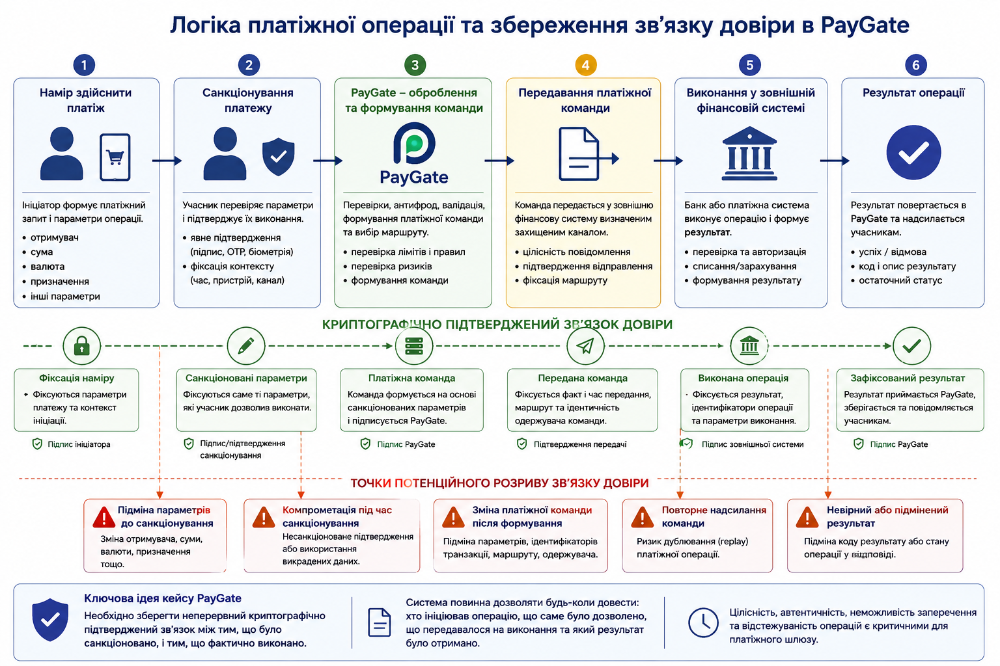 Логіка платіжної операції та збереження зв’язку довіри в PayGate
1
Намір здійснити
платіж
Ініціатор формує платіжний
запит і параметри операції.
• отримувач
• сума
• валюта
• призначення
• інші параметри
2
Санкціонування
платежу
Учасник перевіряє параметри
і підтверджує їх виконання.
• явне підтвердження
(підпис, OTP, біометрія)
• фіксація контексту
(час, пристрій, канал)
3
PayGate – оброблення
та формування команди
PayGate
Перевірки, антифрод, валідація,
формування платіжної команди
та вибір маршруту.
• перевірка лімітів і правил
• перевірка ризиків
• формування команди
4
Передавання платіжної
команди
Команда передається у зовнішню
фінансову систему визначеним
захищеним каналом.
• цілісність повідомлення
• підтвердження відправлення
• фіксація маршруту
5
Виконання у зовнішній
фінансовій системі
Банк або платіжна система
виконує операцію і формує
результат.
• перевірка та авторизація
• списання/зарахування
• формування результату
6
Результат операції
Результат повертається в
PayGate та надсилається
учасникам.
• успіх / відмова
• код і опис результату
• остаточний статус
КРИПТОГРАФІЧНО ПІДТВЕРДЖЕНИЙ ЗВ’ЯЗОК ДОВІРИ
Фіксація наміру
• Фіксуються параметри
платежу та контекст
ініціації.
Підпис ініціатора
Санкціоновані параметри
Фіксуються саме ті параметри,
які учасник дозволив виконати.
Підпис/підтвердження
санкціонування
Платіжна команда
Команда формується на основі
санкціонованих параметрів
і підписується PayGate.
Підпис PayGate
Передана команда
Фіксується факт і час передання,
маршрут та ідентичність
одержувача команди.
Підтвердження передачі
Виконана операція
- Фіксується результат,
ідентифікатори операції
та параметри виконання.
Підпис зовнішньої системи
Зафіксований результат
Результат приймається PayGate,
зберігається та повідомляється
учасникам.
Підпис PayGate
ТОЧКИ ПОТЕНЦІЙНОГО РОЗРИВУ ЗВ’ЯЗКУ ДОВІРИ
Підміна параметрів
до санкціонування
Зміна отримувача, суми,
валюти, призначення
тощо.
Компрометація під час
санкціонування
Несанкціоноване підтвердження
або використання
викрадених даних.
Зміна платіжної команди
після формування
Підміна параметрів, ідентифікаторів
транзакції, маршруту, одержувача.
Повторне надсилання
команди
Ризик дублювання (replay)
платіжної операції.
Невірний або підмінений
результат
Підміна коду результату або стану
операції у відповіді.
Ключова ідея кейсу PayGate
Необхідно зберегти неперервний криптографічно
підтверджений зв’язок між тим, що було
санкціоновано, і тим, що фактично виконано.
Система повинна дозволяти будь-коли довести:
хто ініціював операцію, що саме було дозволено,
що передавалося на виконання та який результат
було отримано.
Цілісність, автентичність, неможливість заперечення
та відстежуваність операцій є критичними для
платіжного шлюзу.